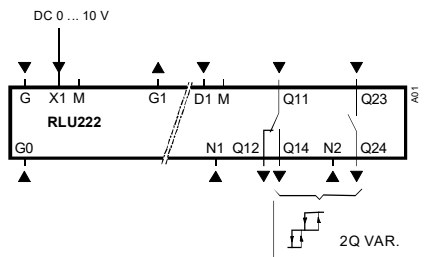 DC 0 ... 10 V
G X1 M G1 D1 M Q11 Q23
A01
RLU222
G0 N1 Q12 Q14 N2 Q24
2Q VAR.